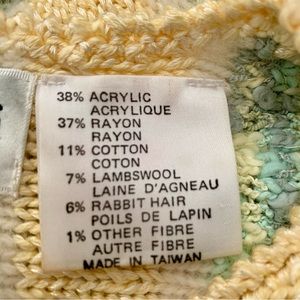 38% ACRYLIC
ACRYLIQUE
37% RAYON
RAYON
11% COTTON
COTON
7% LAMBSWOOL
LAINE D'AGNEAU
6% RABBIT HAIR
POILS DE LAPIN
1% OTHER FIBRE
AUTRE FIBRE
MADE IN TAIWAN